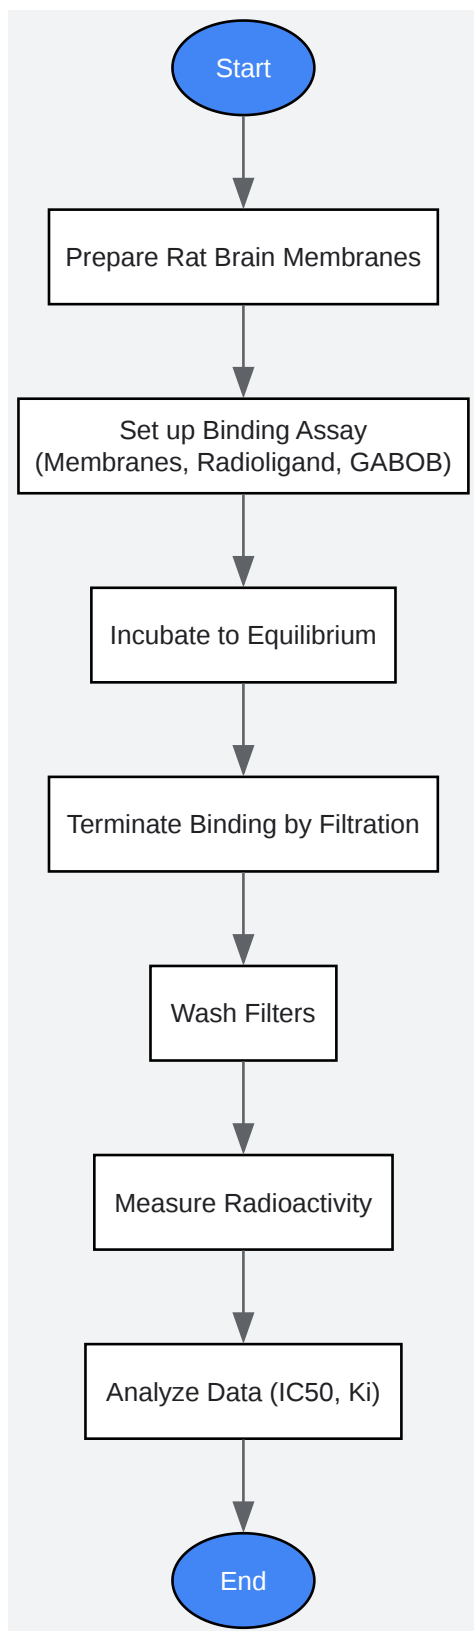 Start
Prepare Rat Brain Membranes
Set up Binding Assay
(Membranes, Radioligand, GABOB)
Incubate to Equilibrium
Terminate Binding by Filtration
Wash Filters
Measure Radioactivity
Analyze Data (IC50, Ki)
End